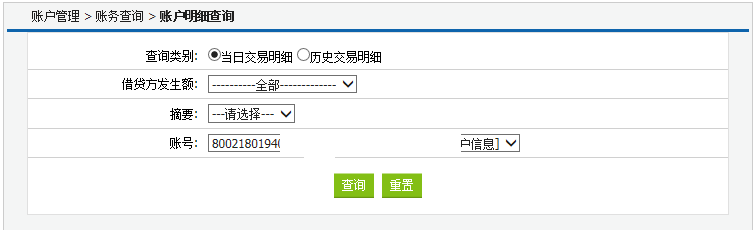 账户管理 > 账务查询 > 账户明细查询
查询类别: 当日交易明细 历史交易明细
借贷方发生额: ----------全部-------------
摘要: ---请选择---
账号: 80021801940 户信息]
查询 重置